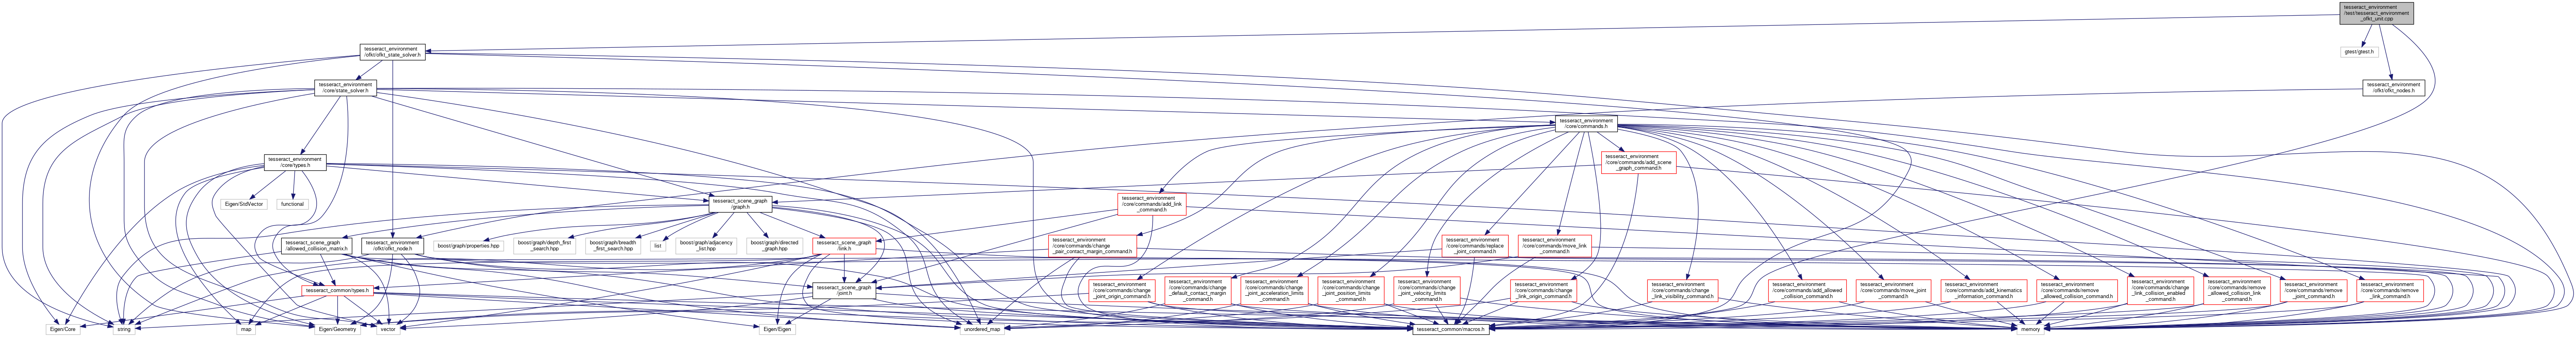 tesseract_environment
/test/tesseract_environment
_ofkt_unit.cpp
tesseract_environment
/ofkt/ofkt_state_solver.h
gtest/gtest.h
tesseract_environment
/core/state_solver.h
tesseract_environment
/ofkt/ofkt_nodes.h
tesseract_environment
/core/commands.h
tesseract_environment
/core/types.h
tesseract_environment
/core/commands/add_scene
_graph_command.h
Eigen/StdVector
functional
tesseract_scene_graph
/graph.h
tesseract_environment
/core/commands/add_link
_command.h
tesseract_scene_graph
/allowed_collision_matrix.h
tesseract_environment
/ofkt/ofkt_node.h
boost/graph/properties.hpp
boost/graph/depth_first
_search.hpp
boost/graph/breadth
_first_search.hpp
list
boost/graph/adjacency
_list.hpp
boost/graph/directed
_graph.hpp
tesseract_scene_graph
/link.h
tesseract_environment
/core/commands/change
_pair_contact_margin_command.h
tesseract_environment
/core/commands/replace
_joint_command.h
tesseract_environment
/core/commands/move_link
_command.h
tesseract_common/types.h
tesseract_scene_graph
/joint.h
tesseract_environment
/core/commands/change
_joint_origin_command.h
tesseract_environment
/core/commands/change
_default_contact_margin
_command.h
tesseract_environment
/core/commands/change
_joint_acceleration_limits
_command.h
tesseract_environment
/core/commands/change
_joint_position_limits
_command.h
tesseract_environment
/core/commands/change
_joint_velocity_limits
_command.h
tesseract_environment
/core/commands/change
_link_origin_command.h
tesseract_environment
/core/commands/change
_link_visibility_command.h
tesseract_environment
/core/commands/add_allowed
_collision_command.h
tesseract_environment
/core/commands/move_joint
_command.h
tesseract_environment
/core/commands/add_kinematics
_information_command.h
tesseract_environment
/core/commands/remove
_allowed_collision_command.h
tesseract_environment
/core/commands/change
_link_collision_enabled
_command.h
tesseract_environment
/core/commands/remove
_allowed_collision_link
_command.h
tesseract_environment
/core/commands/remove
_joint_command.h
tesseract_environment
/core/commands/remove
_link_command.h
Eigen/Core
string
map
Eigen/Geometry
vector
Eigen/Eigen
unordered_map
tesseract_common/macros.h
memory